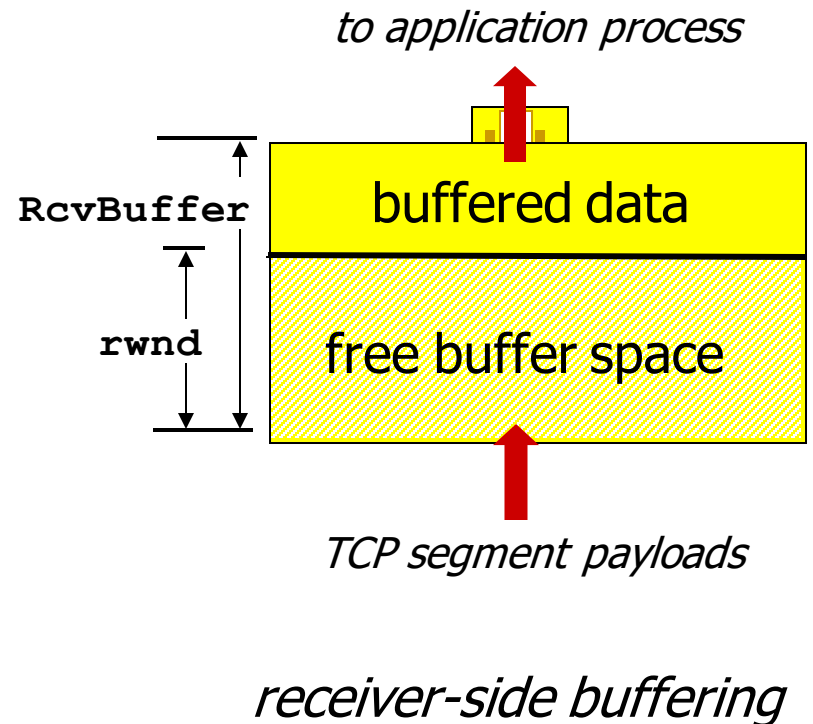 to application process
RcvBuffer
buffered data
rwnd
free buffer space
TCP segment payloads
receiver-side buffering